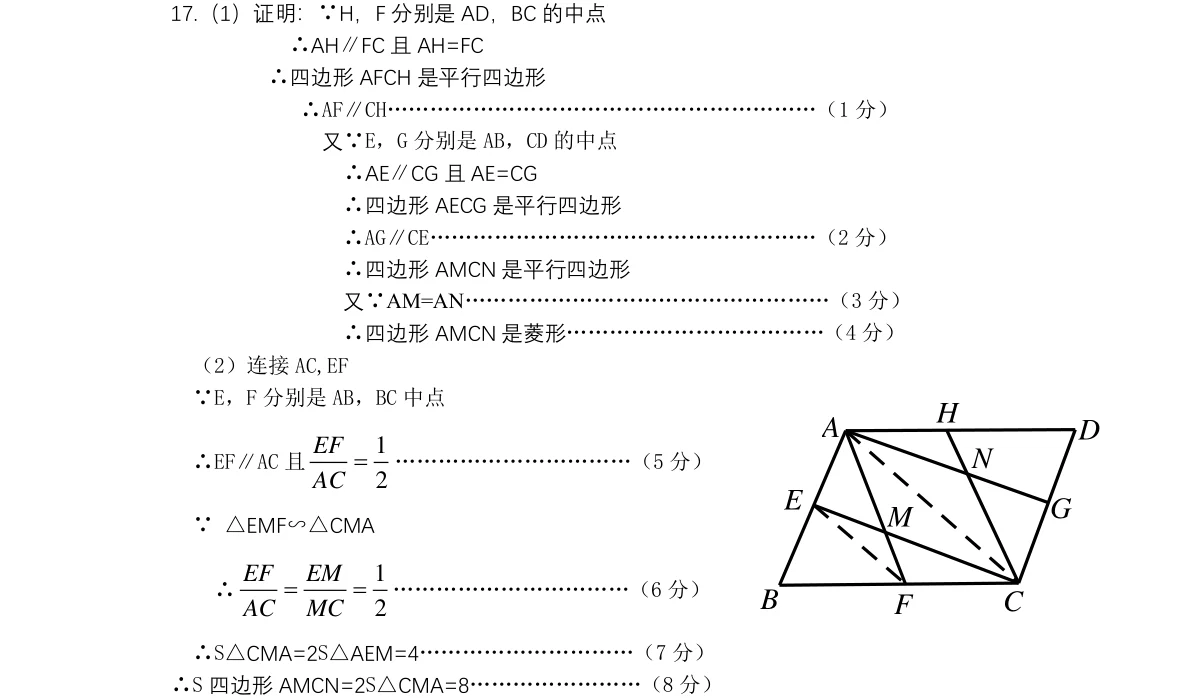 17.（1）证明：∵H，F 分别是 AD，BC 的中点
∴AH∥FC 且 AH=FC
∴四边形 AFCH 是平行四边形
∴AF∥CH……………………………………………………（1 分）
又∵E，G 分别是 AB，CD 的中点
∴AE∥CG 且 AE=CG
∴四边形 AECG 是平行四边形
∴AG∥CE………………………………………………（2 分）
∴四边形 AMCN 是平行四边形
又∵AM=AN……………………………………………（3 分）
∴四边形 AMCN 是菱形………………………………（4 分）
（2）连接 AC,EF
∵E，F 分别是 AB，BC 中点
∴EF∥AC 且 EF/AC = 1/2 ……………………………（5 分）
∵ △EMF∽△CMA
∴ EF/AC = EM/MC = 1/2 ……………………………（6 分）
∴S△CMA=2S△AEM=4…………………………（7 分）
∴S 四边形 AMCN=2S△CMA=8……………………（8 分）
A
H
D
N
E
M
G
B
F
C